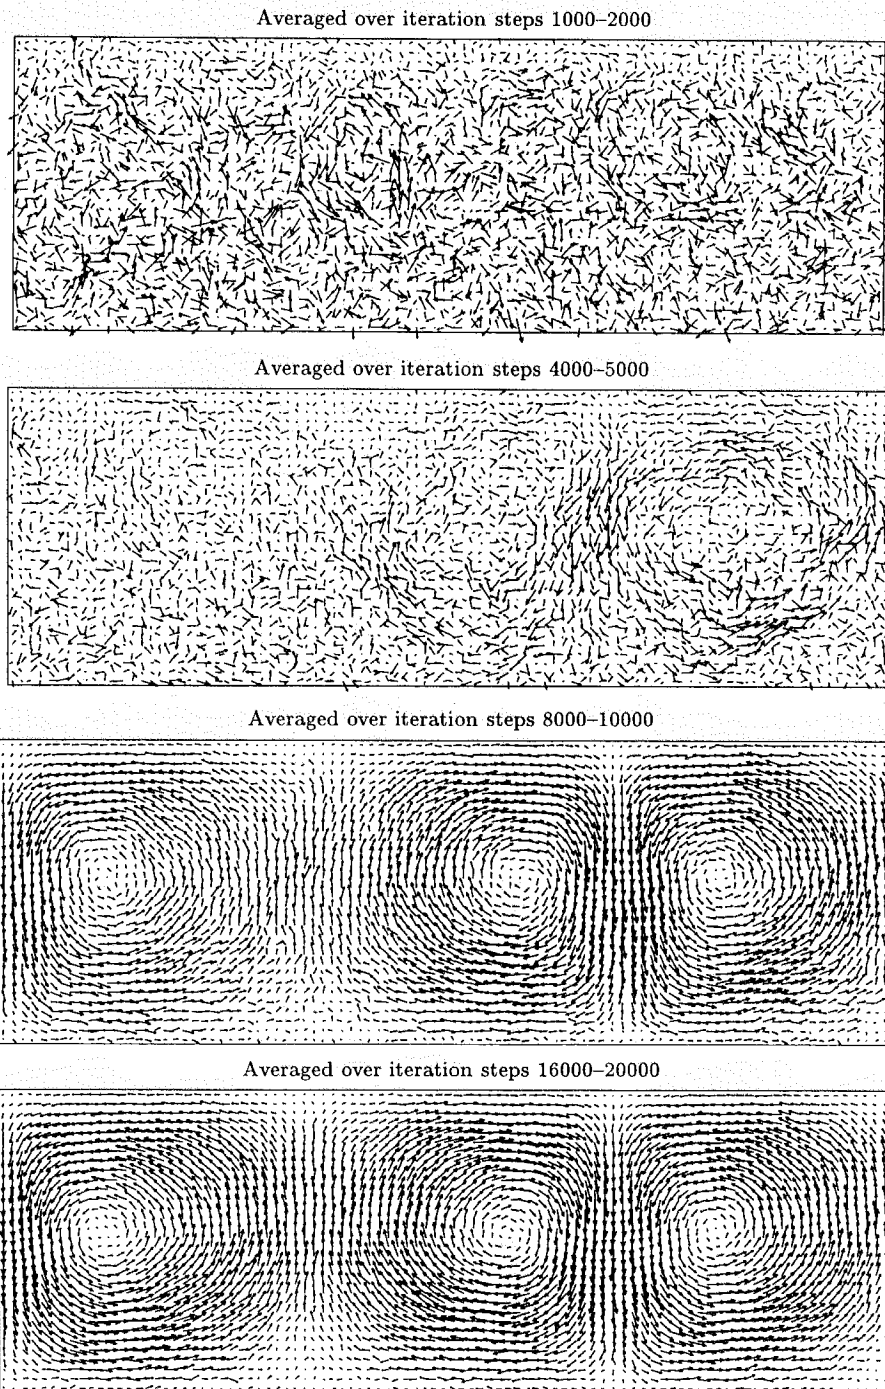 Averaged over iteration steps 1000–2000
Averaged over iteration steps 4000–5000
Averaged over iteration steps 8000–10000
Averaged over iteration steps 16000–20000